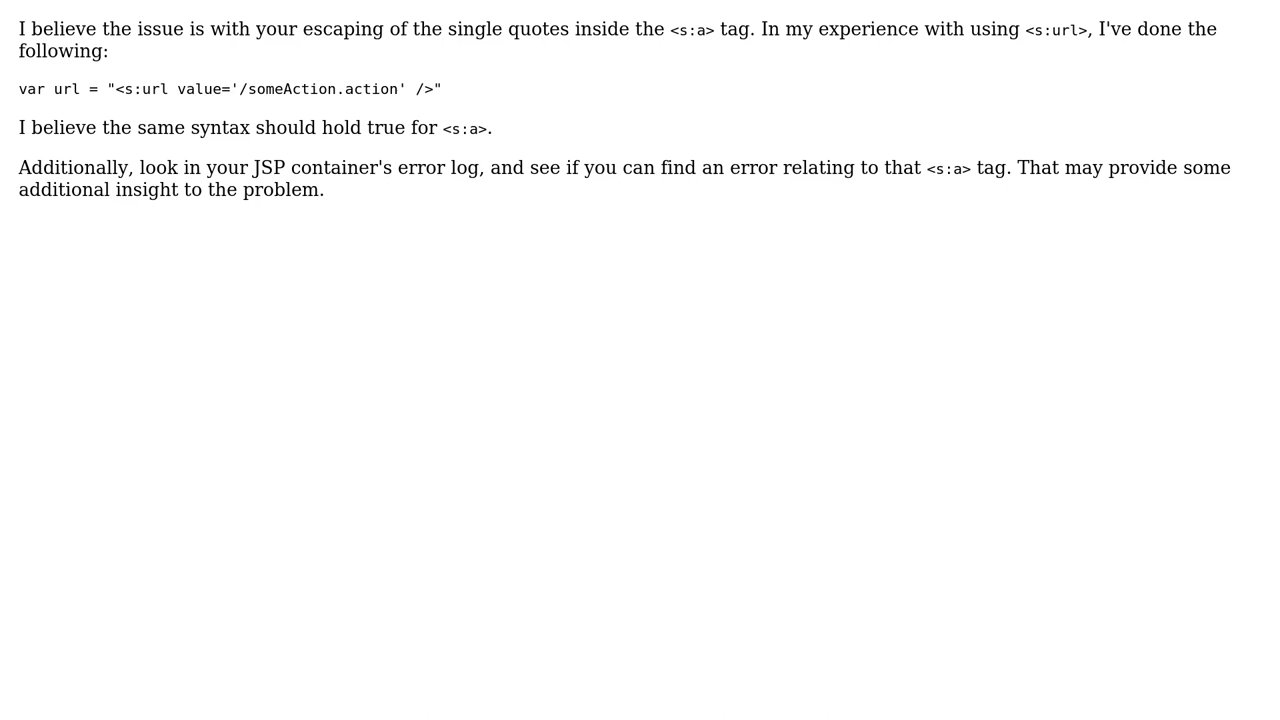 I believe the issue is with your escaping of the single quotes inside the <s:a> tag. In my experience with using <s:url>, I've done the
following:
var url = "<s:url value='/someAction.action' />"
I believe the same syntax should hold true for <s:a>.
Additionally, look in your JSP container's error log, and see if you can find an error relating to that <s:a> tag. That may provide some
additional insight to the problem.